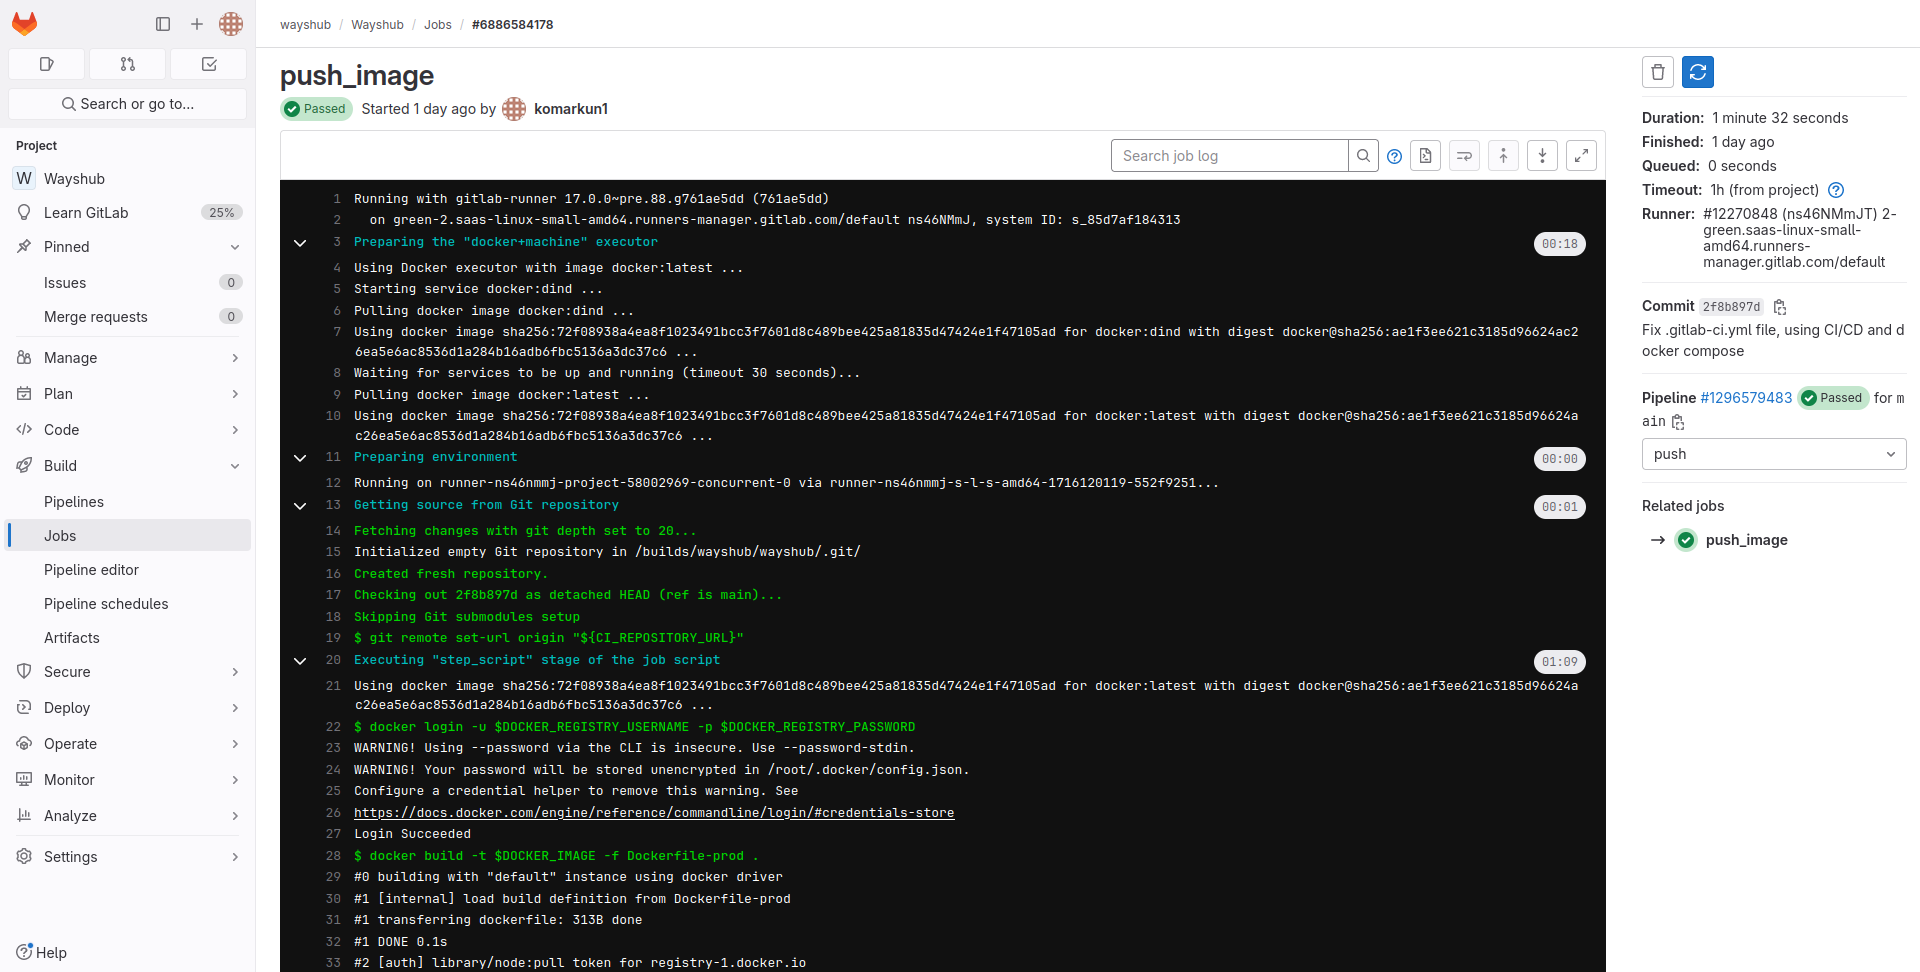 wayshub / Wayshub / Jobs / #6886584178
Search or go to...
Project
W Wayshub
Learn GitLab 25%
Pinned
Issues 0
Merge requests 0
Manage
Plan
Code
Build
Pipelines
Jobs
Pipeline editor
Pipeline schedules
Artifacts
Secure
Deploy
Operate
Monitor
Analyze
Settings
Help
push_image
Passed Started 1 day ago by komarkun1
Search job log
1 Running with gitlab-runner 17.0.0~pre.88.g761ae5dd (761ae5dd)
2 on green-2.saas-linux-small-amd64.runners-manager.gitlab.com/default ns46NMmJ, system ID: s_85d7af184313
3 Preparing the "docker+machine" executor 00:18
4 Using Docker executor with image docker:latest ...
5 Starting service docker:dind ...
6 Pulling docker image docker:dind ...
7 Using docker image sha256:72f08938a4ea8f1023491bcc3f7601d8c489bee425a81835d47424e1f47105ad for docker:dind with digest docker@sha256:ae1f3ee621c3185d96624ac2
6ea5e6ac8536d1a284b16adb6fbc5136a3dc37c6 ...
8 Waiting for services to be up and running (timeout 30 seconds)...
9 Pulling docker image docker:latest ...
10 Using docker image sha256:72f08938a4ea8f1023491bcc3f7601d8c489bee425a81835d47424e1f47105ad for docker:latest with digest docker@sha256:ae1f3ee621c3185d96624a
c26ea5e6ac8536d1a284b16adb6fbc5136a3dc37c6 ...
11 Preparing environment 00:00
12 Running on runner-ns46nmmj-project-58002969-concurrent-0 via runner-ns46nmmj-s-l-s-amd64-1716120119-552f9251...
13 Getting source from Git repository 00:01
14 Fetching changes with git depth set to 20...
15 Initialized empty Git repository in /builds/wayshub/wayshub/.git/
16 Created fresh repository.
17 Checking out 2f8b897d as detached HEAD (ref is main)...
18 Skipping Git submodules setup
19 $ git remote set-url origin "${CI_REPOSITORY_URL}"
20 Executing "step_script" stage of the job script 01:09
21 Using docker image sha256:72f08938a4ea8f1023491bcc3f7601d8c489bee425a81835d47424e1f47105ad for docker:latest with digest docker@sha256:ae1f3ee621c3185d96624a
c26ea5e6ac8536d1a284b16adb6fbc5136a3dc37c6 ...
22 $ docker login -u $DOCKER_REGISTRY_USERNAME -p $DOCKER_REGISTRY_PASSWORD
23 WARNING! Using --password via the CLI is insecure. Use --password-stdin.
24 WARNING! Your password will be stored unencrypted in /root/.docker/config.json.
25 Configure a credential helper to remove this warning. See
26 https://docs.docker.com/engine/reference/commandline/login/#credentials-store
27 Login Succeeded
28 $ docker build -t $DOCKER_IMAGE -f Dockerfile-prod .
29 #0 building with "default" instance using docker driver
30 #1 [internal] load build definition from Dockerfile-prod
31 #1 transferring dockerfile: 313B done
32 #1 DONE 0.1s
33 #2 [auth] library/node:pull token for registry-1.docker.io
Duration: 1 minute 32 seconds
Finished: 1 day ago
Queued: 0 seconds
Timeout: 1h (from project)
Runner: #12270848 (ns46NMmJT) 2-
green.saas-linux-small-
amd64.runners-
manager.gitlab.com/default
Commit 2f8b897d
Fix .gitlab-ci.yml file, using CI/CD and d
ocker compose
Pipeline #1296579483 Passed for m
ain
push
Related jobs
push_image